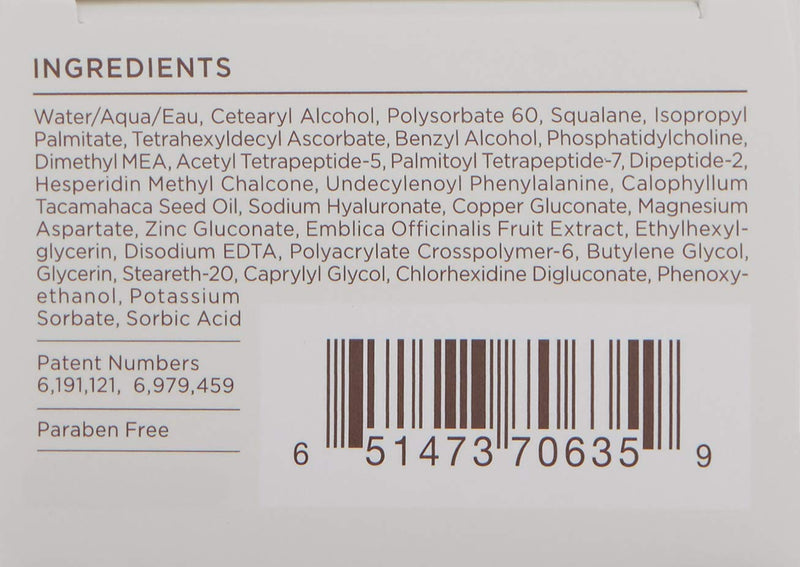 INGREDIENTS
Water/Aqua/Eau, Cetearyl Alcohol, Polysorbate 60, Squalane, Isopropyl
Palmitate, Tetrahexyldecyl Ascorbate, Benzyl Alcohol, Phosphatidylcholine,
Dimethyl MEA, Acetyl Tetrapeptide-5, Palmitoyl Tetrapeptide-7, Dipeptide-2,
Hesperidin Methyl Chalcone, Undecylenoyl Phenylalanine, Calophyllum
Tacamahaca Seed Oil, Sodium Hyaluronate, Copper Gluconate, Magnesium
Aspartate, Zinc Gluconate, Emblica Officinalis Fruit Extract, Ethylhexyl-
glycerin, Disodium EDTA, Polyacrylate Crosspolymer-6, Butylene Glycol,
Glycerin, Steareth-20, Caprylyl Glycol, Chlorhexidine Digluconate, Phenoxy-
ethanol, Potassium
Sorbate, Sorbic Acid
Patent Numbers
6,191,121, 6,979,459
Paraben Free
6 51473 70635 9